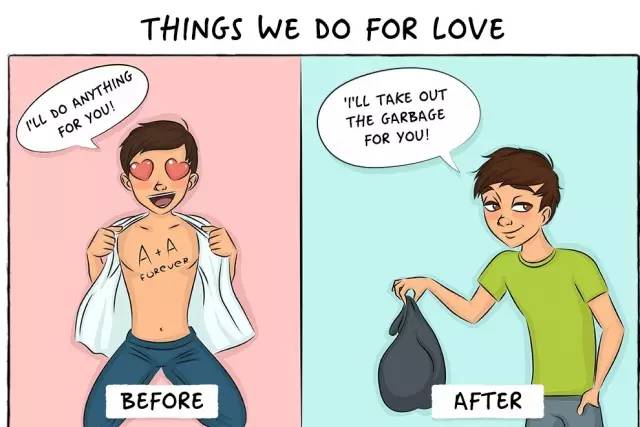 THINGS WE DO FOR LOVE
I'LL DO ANYTHING
FOR YOU!
A + A
FOREVER
BEFORE
'I'LL TAKE OUT
THE GARBAGE
FOR YOU!
AFTER